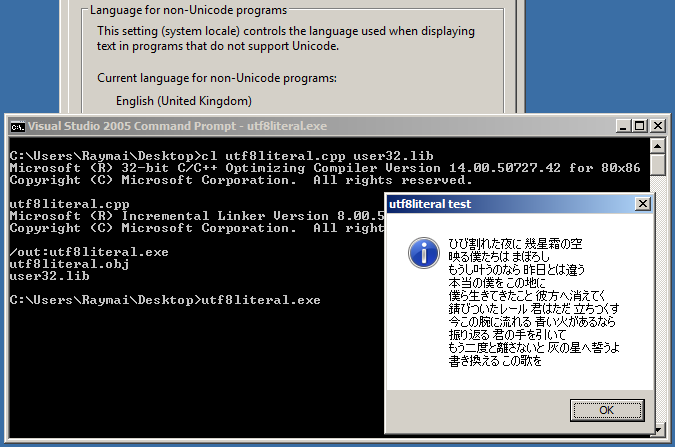 Language for non-Unicode programs
This setting (system locale) controls the language used when displaying
text in programs that do not support Unicode.
Current language for non-Unicode programs:
English (United Kingdom)
Visual Studio 2005 Command Prompt - utf8literal.exe
C:\Users\Raymai\Desktop>cl utf8literal.cpp user32.lib
Microsoft (R) 32-bit C/C++ Optimizing Compiler Version 14.00.50727.42 for 80x86
Copyright (C) Microsoft Corporation.  All rights reserved.
utf8literal.cpp
Microsoft (R) Incremental Linker Version 8.00.5
Copyright (C) Microsoft Corporation.  All right
/out:utf8literal.exe
utf8literal.obj
user32.lib
C:\Users\Raymai\Desktop>utf8literal.exe
utf8literal test
ひび割れた夜に 幾星霜の空
映る僕たちは まぼろし
もうし叶うのなら 昨日とは違う
本当の僕を この地に
僕ら生きてきたこと 彼方へ消えてく
錆びついたレール 君はただ 立ちつくす
今この腕に流れる 青い火があるなら
振り返る 君の手を引いて
もう二度と離さないと 灰の星へ誓うよ
書き換える この歌を
OK